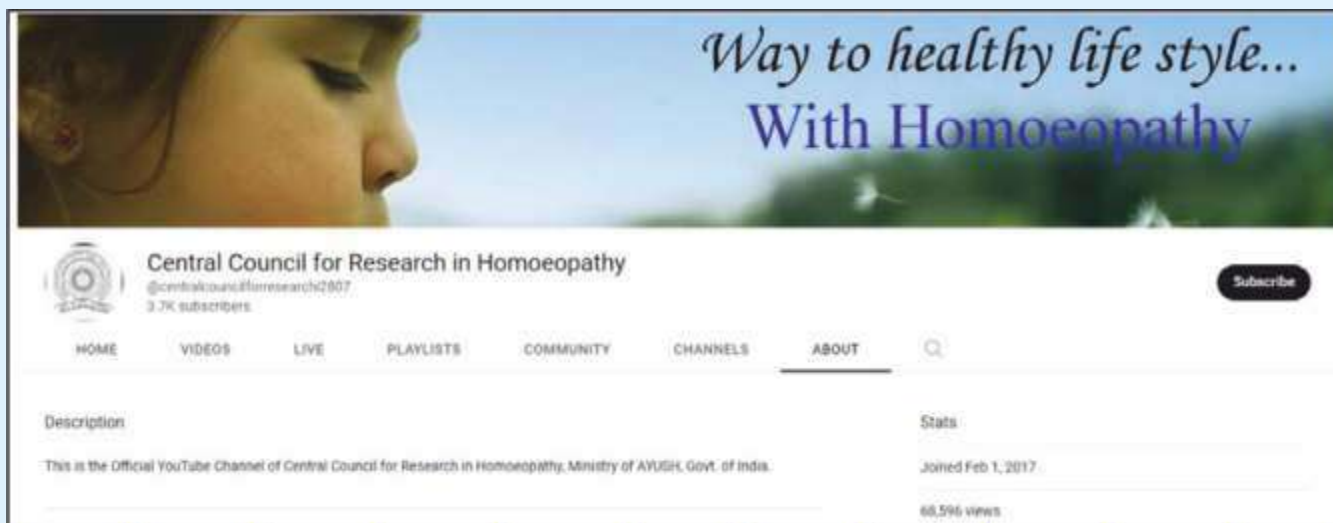 Way to healthy life style...
With Homoeopathy
Central Council for Research in Homoeopathy
@centralcouncilforresearchi2807
3.7K subscribers
Subscribe
HOME VIDEOS LIVE PLAYLISTS COMMUNITY CHANNELS ABOUT
Description
Stats
This is the Official YouTube Channel of Central Council for Research in Homoeopathy, Ministry of AYUSH, Govt. of India.
Joined Feb 1, 2017
68,596 views